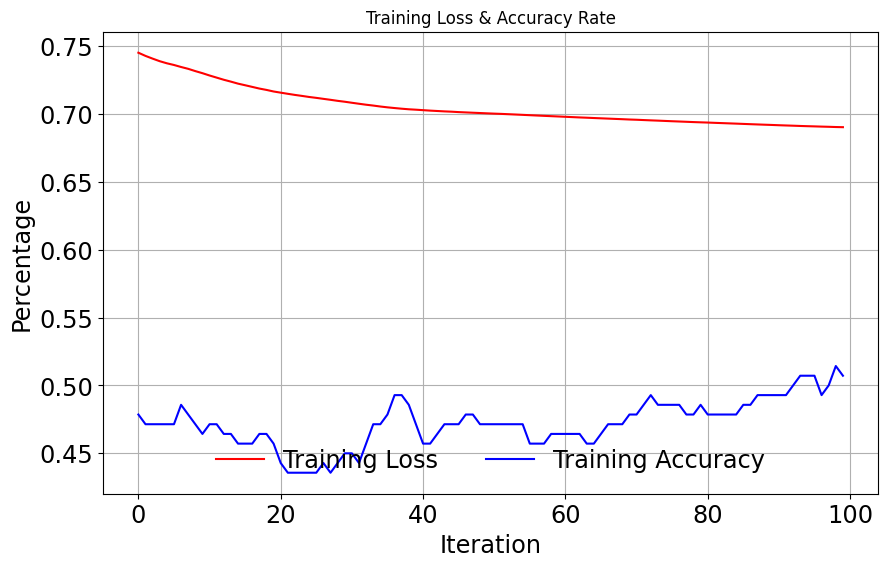 Training Loss & Accuracy Rate
0.75
0.70
0.65
0.60
0.55
0.50
0.45
Percentage
Training Loss Training Accuracy
0 20 40 60 80 100
Iteration